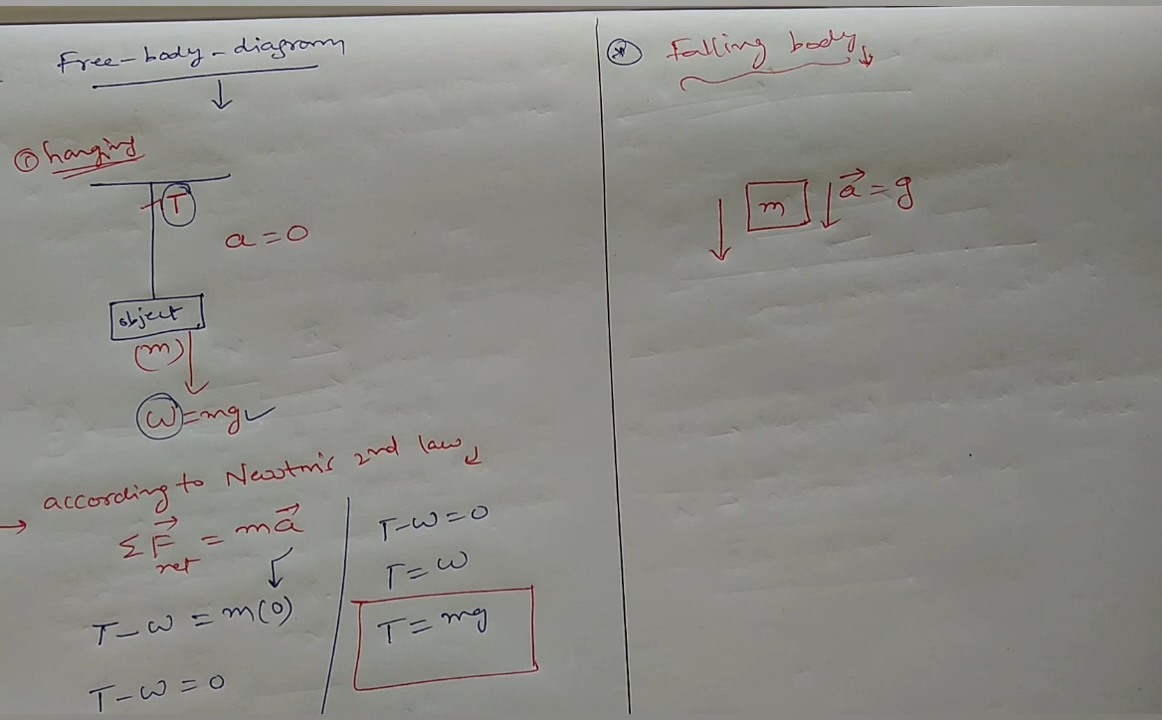 Free-body-diagram
① hanging
T
a=0
object
(m)
W=mg
according to Newton's 2nd law
ΣF⃗net = ma⃗
T-W = m(0)
T-W=0
T-W=0
T=W
T=mg
* Falling body
m a⃗=g